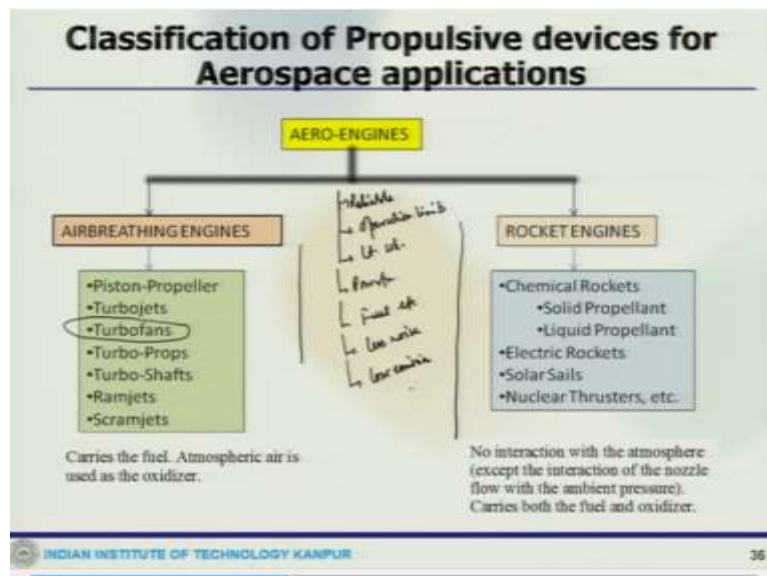 Classification of Propulsive devices for
Aerospace applications
AERO-ENGINES
AIRBREATHING ENGINES
•Piston-Propeller
•Turbojets
•Turbofans
•Turbo-Props
•Turbo-Shafts
•Ramjets
•Scramjets
Carries the fuel. Atmospheric air is
used as the oxidizer.
Reliable
Lt wt.
Fuel
Less noise
Low
ROCKET ENGINES
•Chemical Rockets
•Solid Propellant
•Liquid Propellant
•Electric Rockets
•Solar Sails
•Nuclear Thrusters, etc.
No interaction with the atmosphere
(except the interaction of the nozzle
flow with the ambient pressure).
Carries both the fuel and oxidizer.
INDIAN INSTITUTE OF TECHNOLOGY KANPUR
36